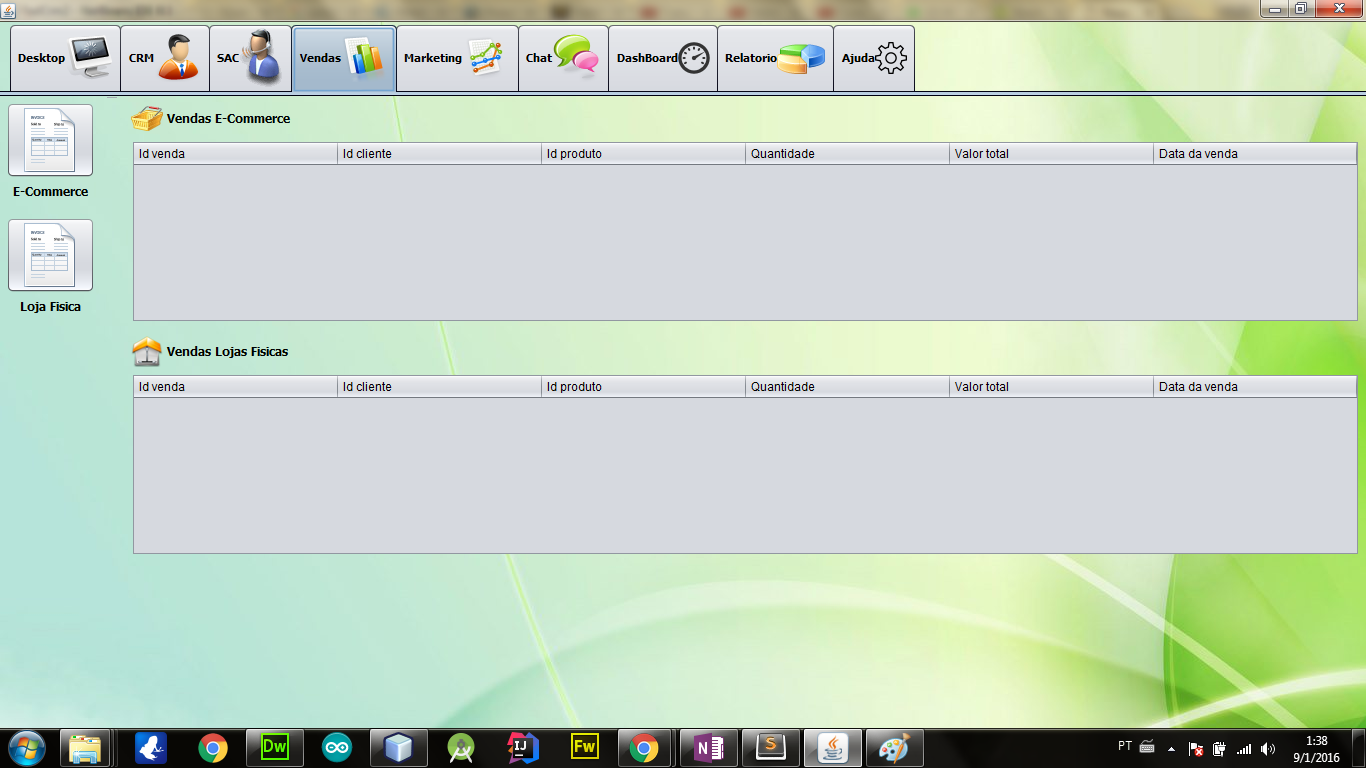 Desktop CRM SAC Vendas Marketing Chat DashBoard Relatorio Ajuda
Vendas E-Commerce
Id venda Id cliente Id produto Quantidade Valor total Data da venda
INVOICE
E-Commerce
INVOICE
Loja Fisica
Vendas Lojas Fisicas
Id venda Id cliente Id produto Quantidade Valor total Data da venda
Dw IJ Fw N S
PT
1:38
9/1/2016